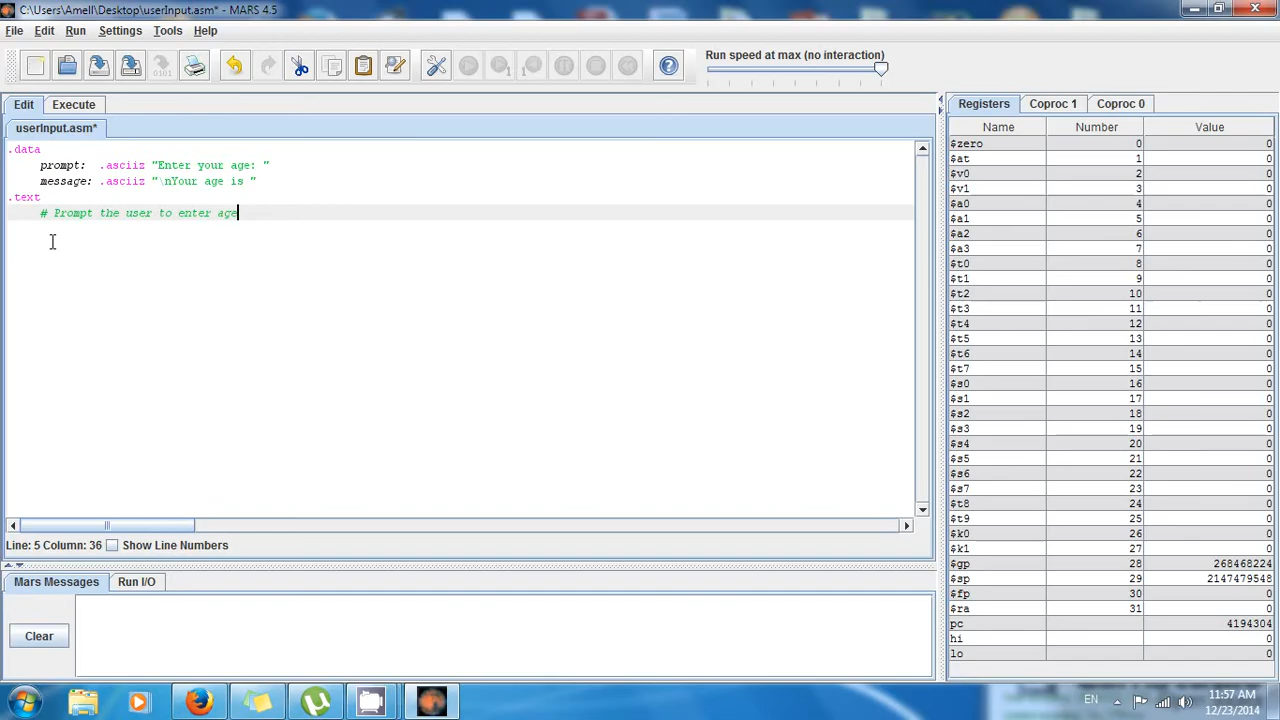 C:\Users\Amell\Desktop\userInput.asm* - MARS 4.5
File Edit Run Settings Tools Help
Run speed at max (no interaction)
Edit Execute
userInput.asm*
.data
prompt: .asciiz "Enter your age: "
message: .asciiz "\nYour age is "
.text
# Prompt the user to enter age
Line: 5 Column: 36 Show Line Numbers
Mars Messages Run I/O
Clear
Registers Coproc 1 Coproc 0
Name Number Value
$zero 0 0
$at 1 0
$v0 2 0
$v1 3 0
$a0 4 0
$a1 5 0
$a2 6 0
$a3 7 0
$t0 8 0
$t1 9 0
$t2 10 0
$t3 11 0
$t4 12 0
$t5 13 0
$t6 14 0
$t7 15 0
$s0 16 0
$s1 17 0
$s2 18 0
$s3 19 0
$s4 20 0
$s5 21 0
$s6 22 0
$s7 23 0
$t8 24 0
$t9 25 0
$k0 26 0
$k1 27 0
$gp 28 268468224
$sp 29 2147479548
$fp 30 0
$ra 31 0
pc 4194304
hi 0
lo 0
EN
11:57 AM
12/23/2014